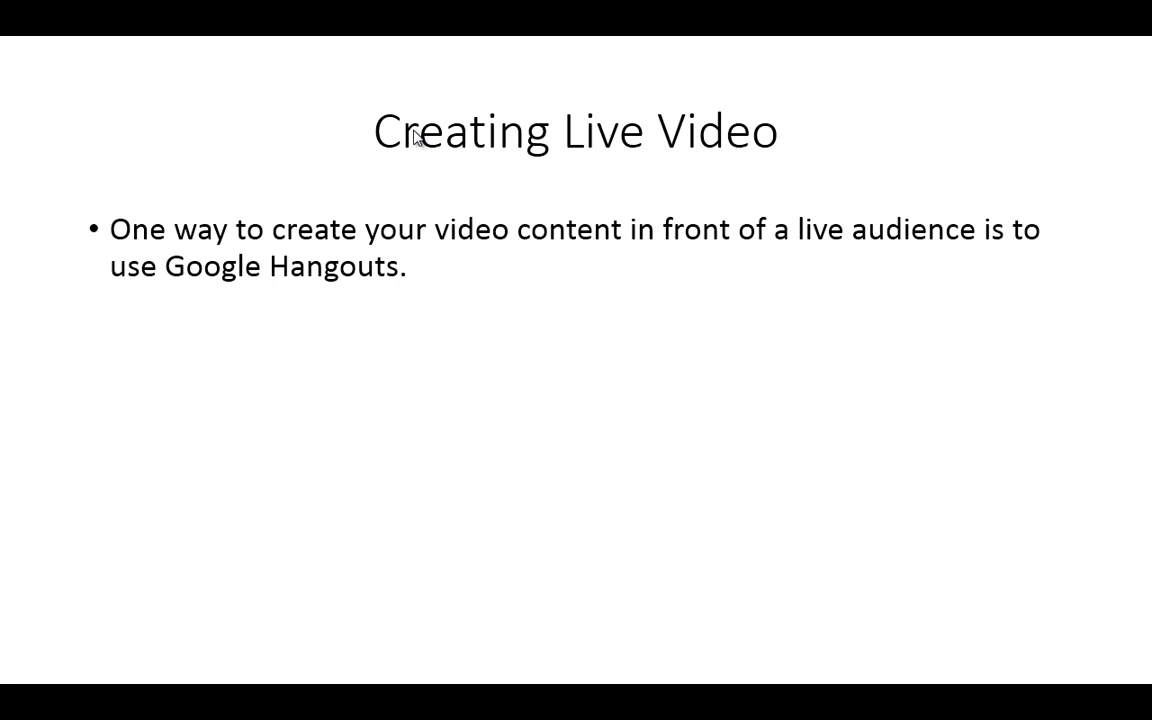 Creating Live Video
• One way to create your video content in front of a live audience is to
use Google Hangouts.